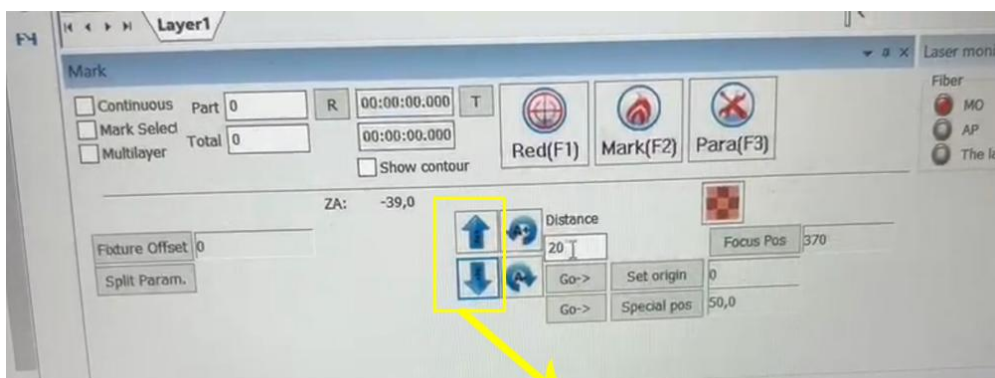 Layer1
F4
Mark
Laser moni
Continuous Part 0 R 00:00:00.000 T
Fiber
Mark Seled
MO
Total 0 00:00:00.000
AP
Multilayer
Red(F1) Mark(F2) Para(F3)
The la
Show contour
ZA: -39,0
Distance
Fixture Offset 0
20
Focus Pos 370
Split Param.
Go-> Set origin 0
Go-> Special pos 50,0